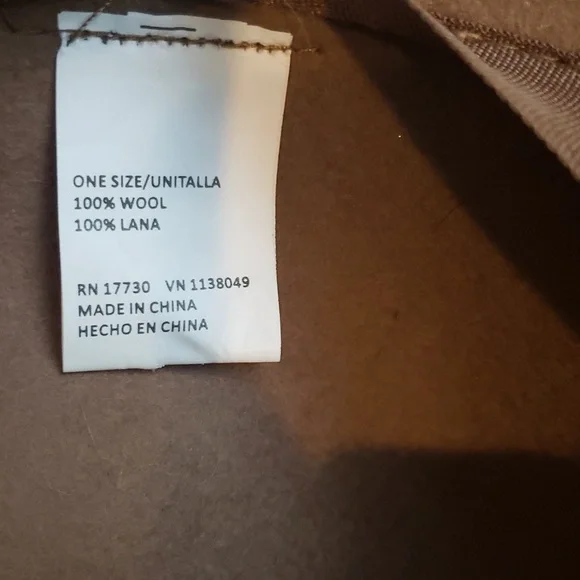 ONE SIZE/UNITALLA
100% WOOL
100% LANA
RN 17730 VN 1138049
MADE IN CHINA
HECHO EN CHINA